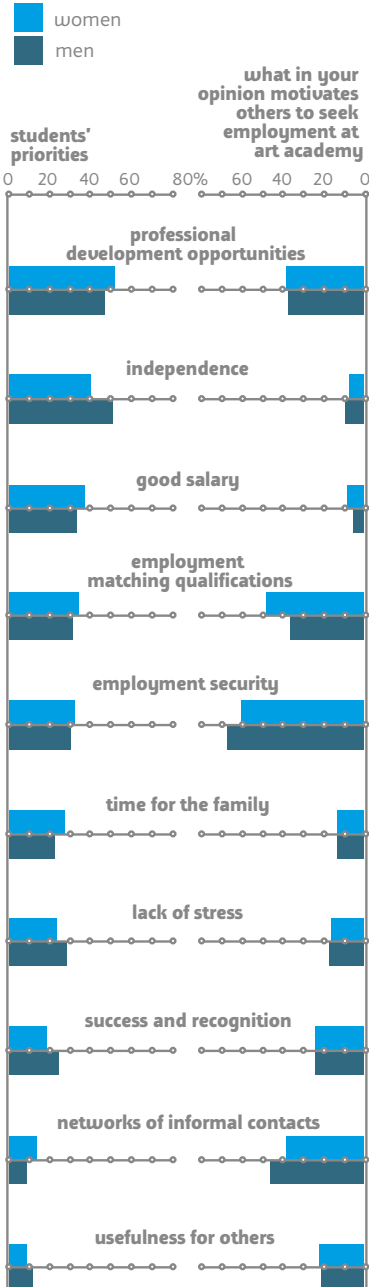 women
men
what in your
opinion motivates
others to seek
employment at
art academy
students'
priorities
0 20 40 60 80% 60 40 20 0
professional
development opportunities
independence
good salary
employment
matching qualifications
employment security
time for the family
lack of stress
success and recognition
networks of informal contacts
usefulness for others